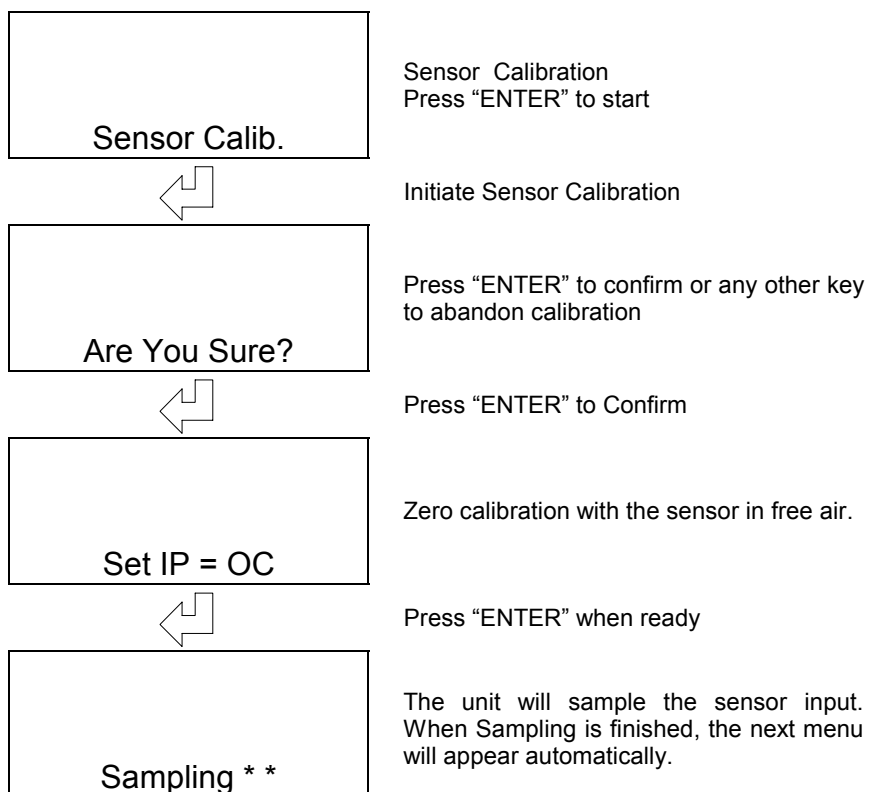 Sensor Calibration
Press “ENTER” to start
Sensor Calib.
Initiate Sensor Calibration
Press “ENTER” to confirm or any other key
to abandon calibration
Are You Sure?
Press “ENTER” to Confirm
Zero calibration with the sensor in free air.
Set IP = OC
Press “ENTER” when ready
The unit will sample the sensor input.
When Sampling is finished, the next menu
will appear automatically.
Sampling * *